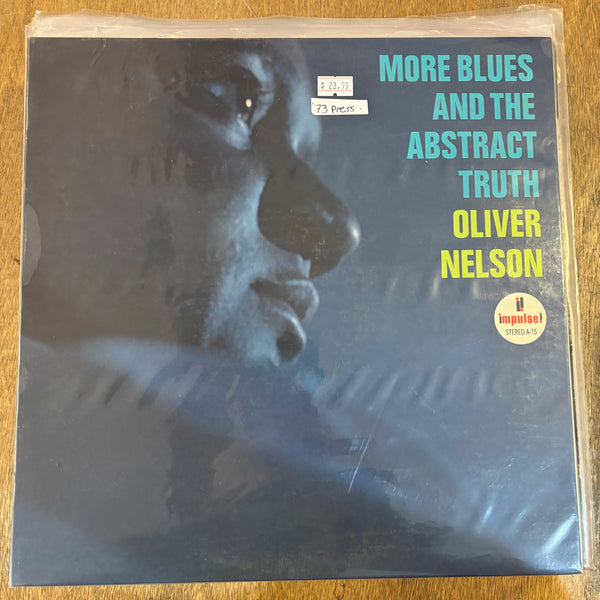 MORE BLUES
AND THE
ABSTRACT
TRUTH
OLIVER
NELSON
$ 23.99
73 Press.
i!
impulse!
STEREO A-75